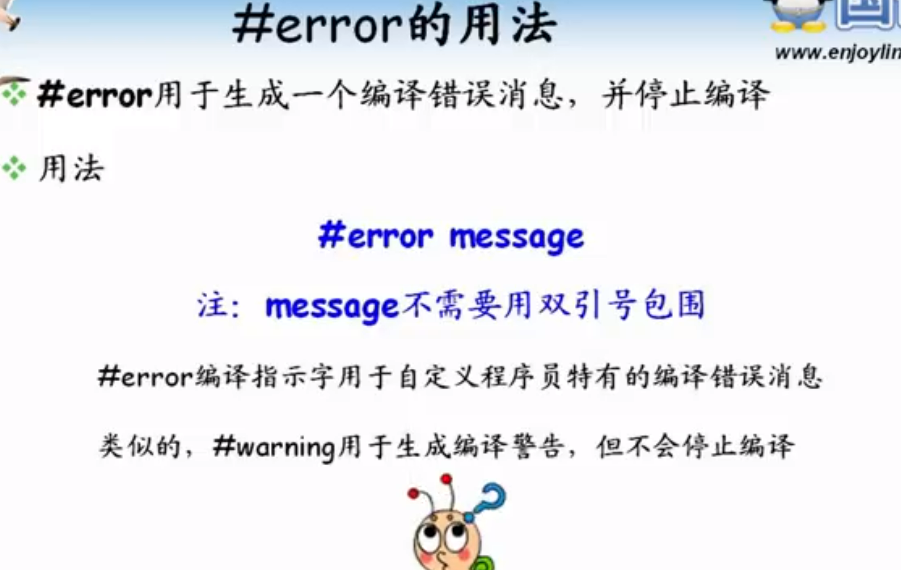 #error的用法
www.enjoylin
#error用于生成一个编译错误消息，并停止编译
用法
#error message
注：message不需要用双引号包围
#error编译指示字用于自定义程序员特有的编译错误消息
类似的，#warning用于生成编译警告，但不会停止编译